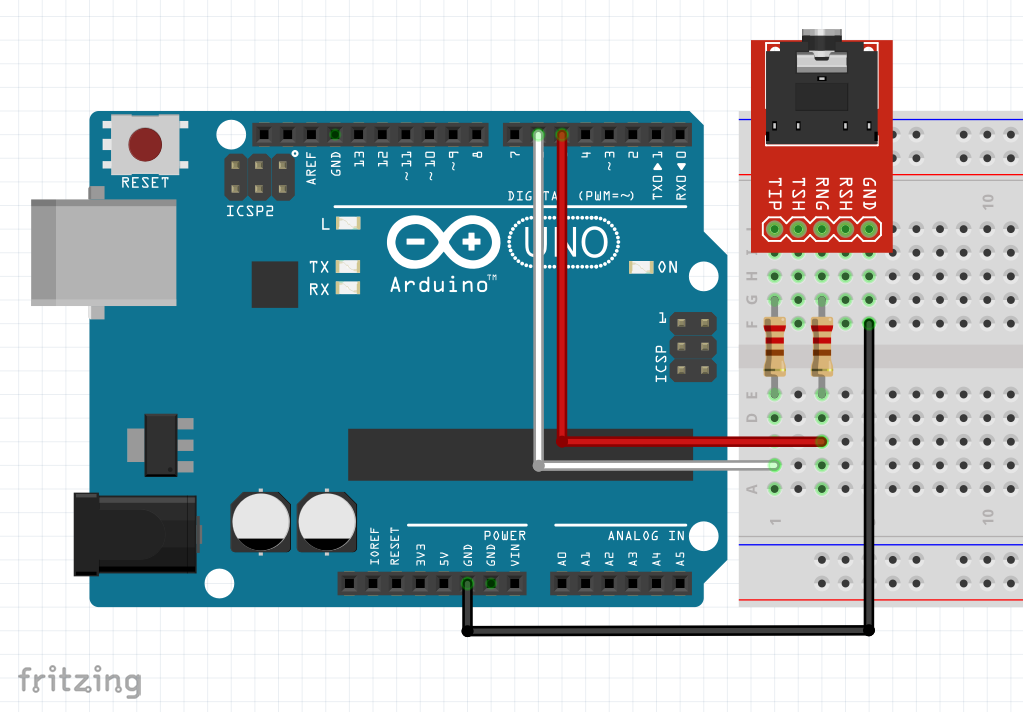 RESET
ICSP2
AREF
GND
13
12
~11
~10
~9
8
7
4
~3
2
TX0▶1
RX0◀0
DIGITAL (PWM=~)
L
TX
RX
Arduino™
UNO
ON
1
ICSP
IOREF
RESET
3V3
5V
GND
GND
VIN
POWER
ANALOG IN
A0
A1
A2
A3
A4
A5
TIP
TSH
RNG
RSH
GND
10
H
G
F
E
D
A
1
10
fritzing